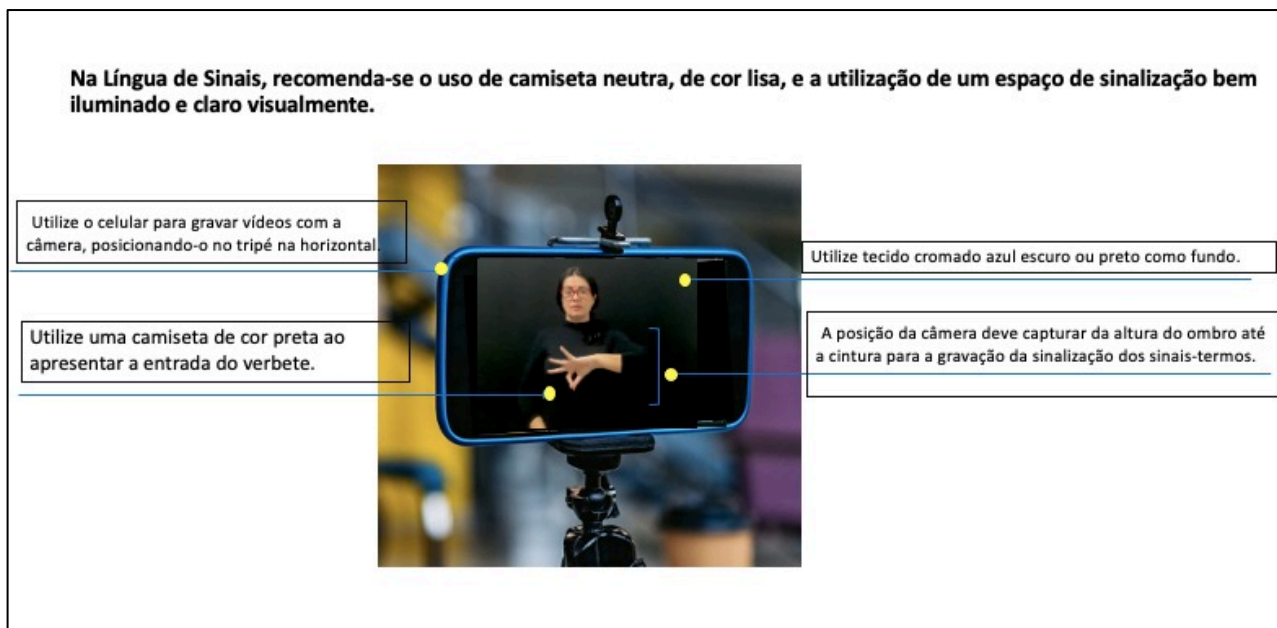 Na Língua de Sinais, recomenda-se o uso de camiseta neutra, de cor lisa, e a utilização de um espaço de sinalização bem
iluminado e claro visualmente.
Utilize o celular para gravar vídeos com a
câmera, posicionando-o no tripé na horizontal.
Utilize uma camiseta de cor preta ao
apresentar a entrada do verbete.
Utilize tecido cromado azul escuro ou preto como fundo.
A posição da câmera deve capturar da altura do ombro até
a cintura para a gravação da sinalização dos sinais-termos.